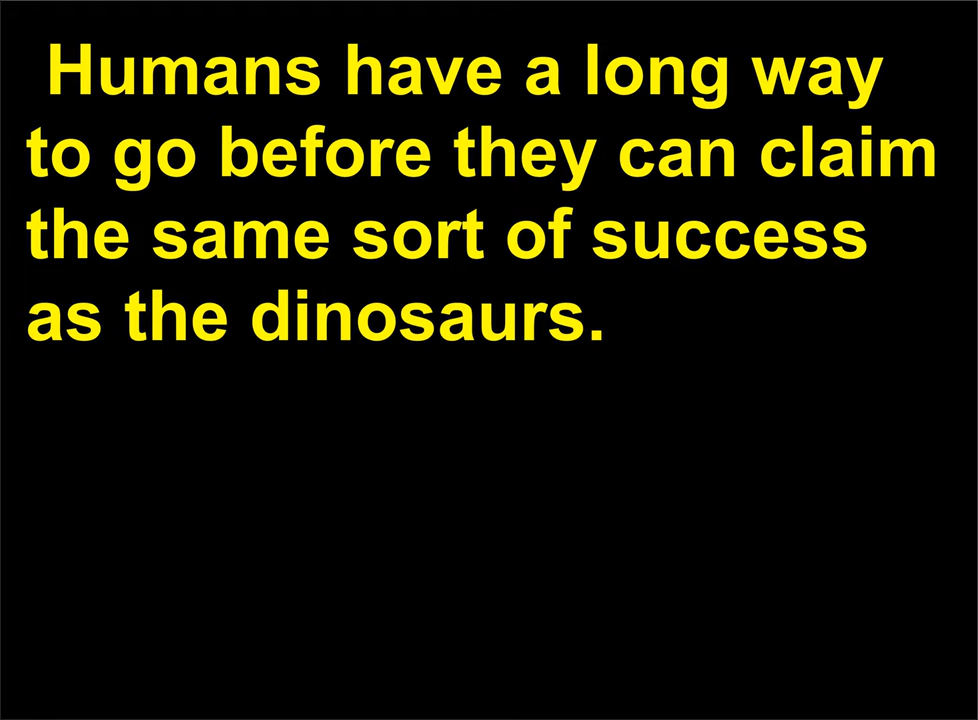 Humans have a long way
to go before they can claim
the same sort of success
as the dinosaurs.